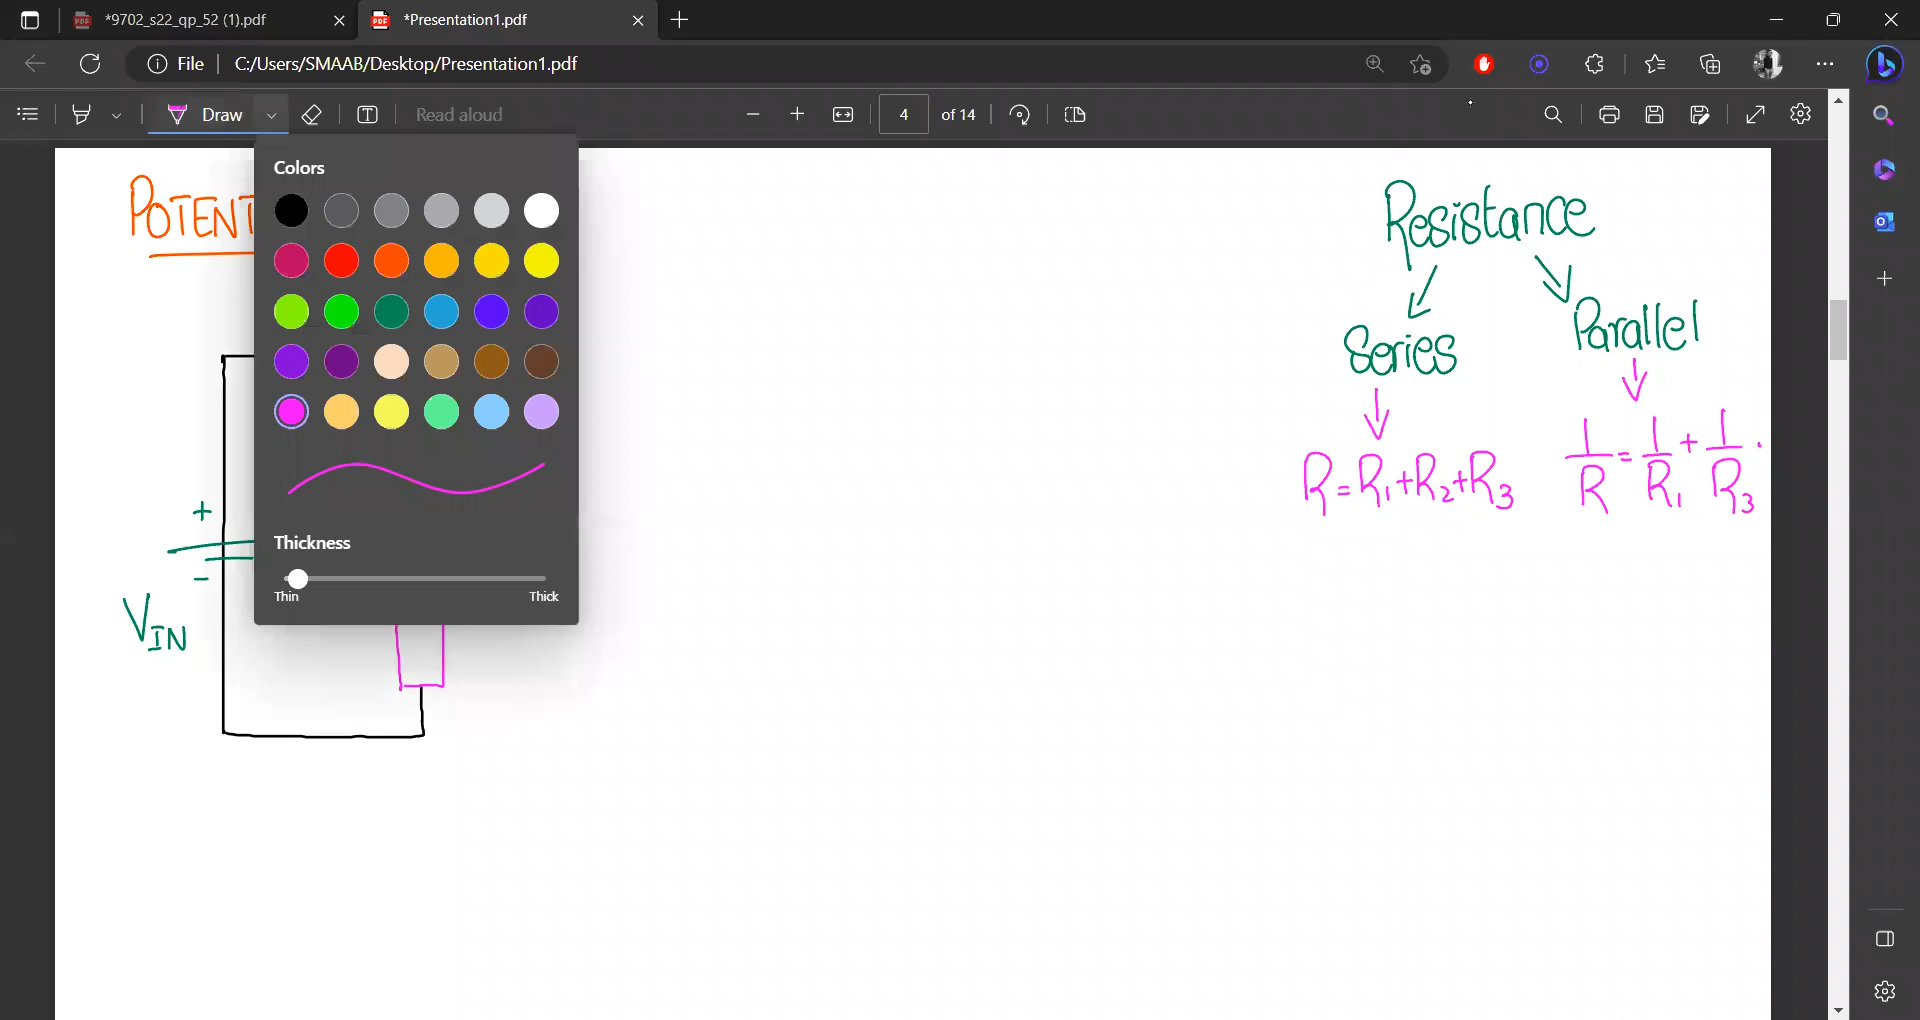 *9702_s22_qp_52 (1).pdf
*Presentation1.pdf
File
C:/Users/SMAAB/Desktop/Presentation1.pdf
Draw
Read aloud
4
of 14
Colors
Thickness
Thin
Thick
POTENT
+
-
VIN
Resistance
Series
Parallel
R=R₁+R₂+R₃
1/R=1/R₁+1/R₃.